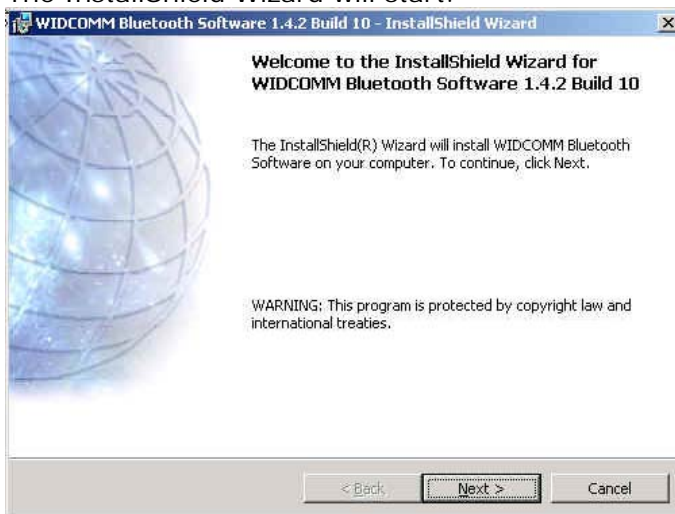 The InstallShield Wizard will start.
WIDCOMM Bluetooth Software 1.4.2 Build 10 - InstallShield Wizard
Welcome to the InstallShield Wizard for
WIDCOMM Bluetooth Software 1.4.2 Build 10
The InstallShield(R) Wizard will install WIDCOMM Bluetooth
Software on your computer. To continue, click Next.
WARNING: This program is protected by copyright law and
international treaties.
< Back
Next >
Cancel